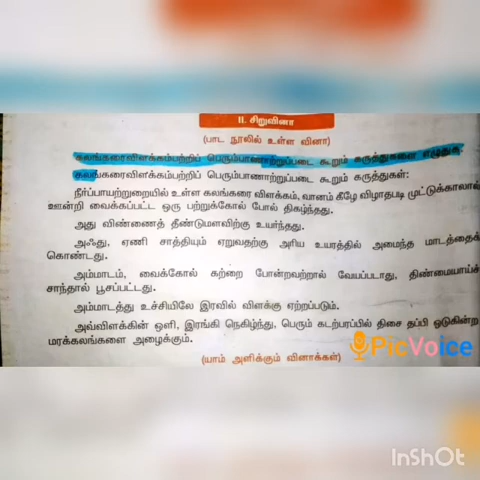 II. சிறுவினா
(பாட நூலில் உள்ள வினா)
கலங்கரைவிளக்கம்பற்றிப் பெரும்பாணாற்றுப்படை கூறும் கருத்துகளை எழுதுக.
கலங்கரைவிளக்கம்பற்றிப் பெரும்பாணாற்றுப்படை கூறும் கருத்துகள்:
நீர்ப்பாயற்றுறையில் உள்ள கலங்கரை விளக்கம், வானம் கீழே விழாதபடி முட்டுக்காலால்
ஊன்றி வைக்கப்பட்ட ஒரு பற்றுக்கோல் போல் திகழ்ந்தது.
அது விண்ணைத் தீண்டுமளவிற்கு உயர்ந்தது.
அஃது, ஏணி சாத்தியும் ஏறுவதற்கு அரிய உயரத்தில் அமைந்த மாடத்தைக்
கொண்டது.
அம்மாடம், வைக்கோல் கற்றை போன்றவற்றால் வேயப்படாது, திண்மையாய்ச்
சாந்தால் பூசப்பட்டது.
அம்மாடத்து உச்சியிலே இரவில் விளக்கு ஏற்றப்படும்.
அவ்விளக்கின் ஒளி, இரங்கி நெகிழ்ந்து, பெரும் கடற்பரப்பில் திசை தப்பி ஓடுகின்ற
மரக்கலங்களை அழைக்கும்.
PicVoice
(யாம் அளிக்கும் வினாக்கள்)
InShOt